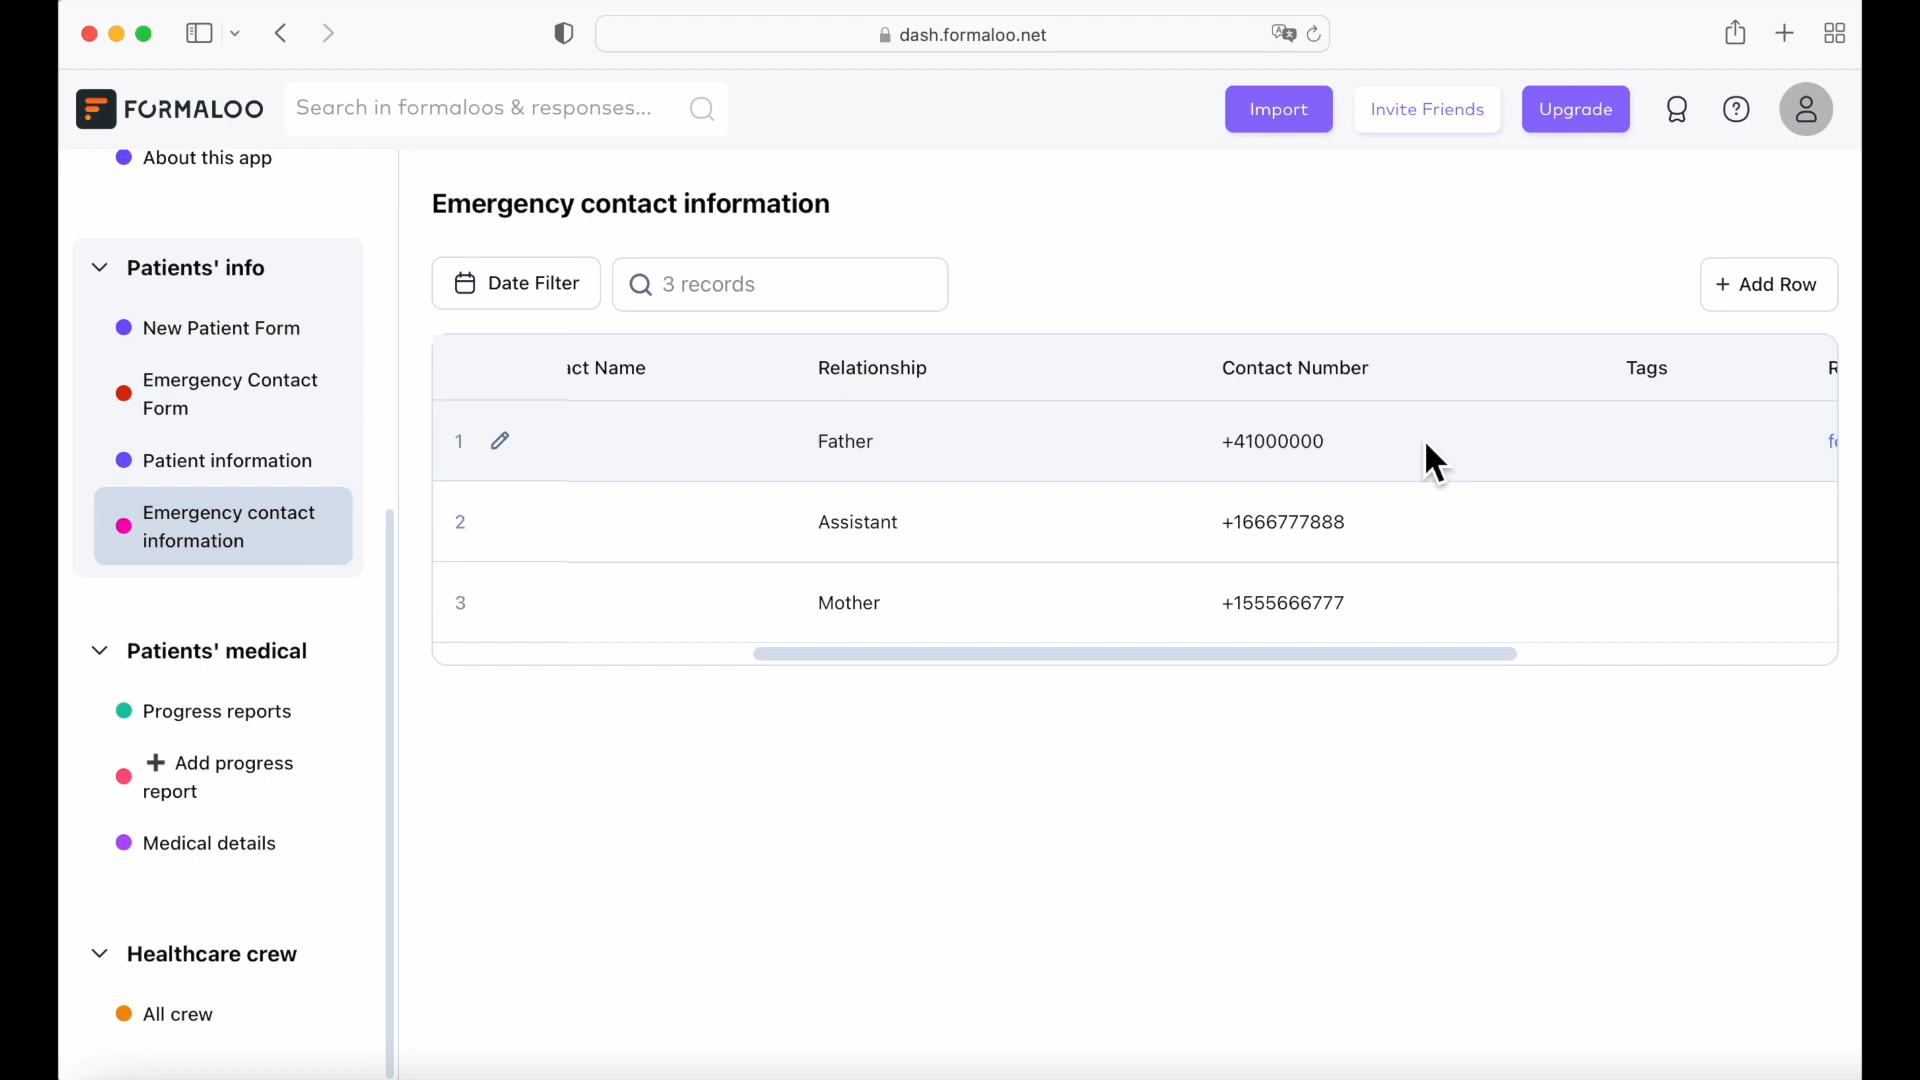 dash.formaloo.net
FORMALOO
Search in formaloos & responses...
Import
Invite Friends
Upgrade
About this app
Patients' info
New Patient Form
Emergency Contact
Form
Patient information
Emergency contact
information
Patients' medical
Progress reports
➕ Add progress
report
Medical details
Healthcare crew
All crew
Emergency contact information
Date Filter
3 records
+ Add Row
act Name Relationship Contact Number Tags R
1 Father +41000000
2 Assistant +1666777888
3 Mother +1555666777